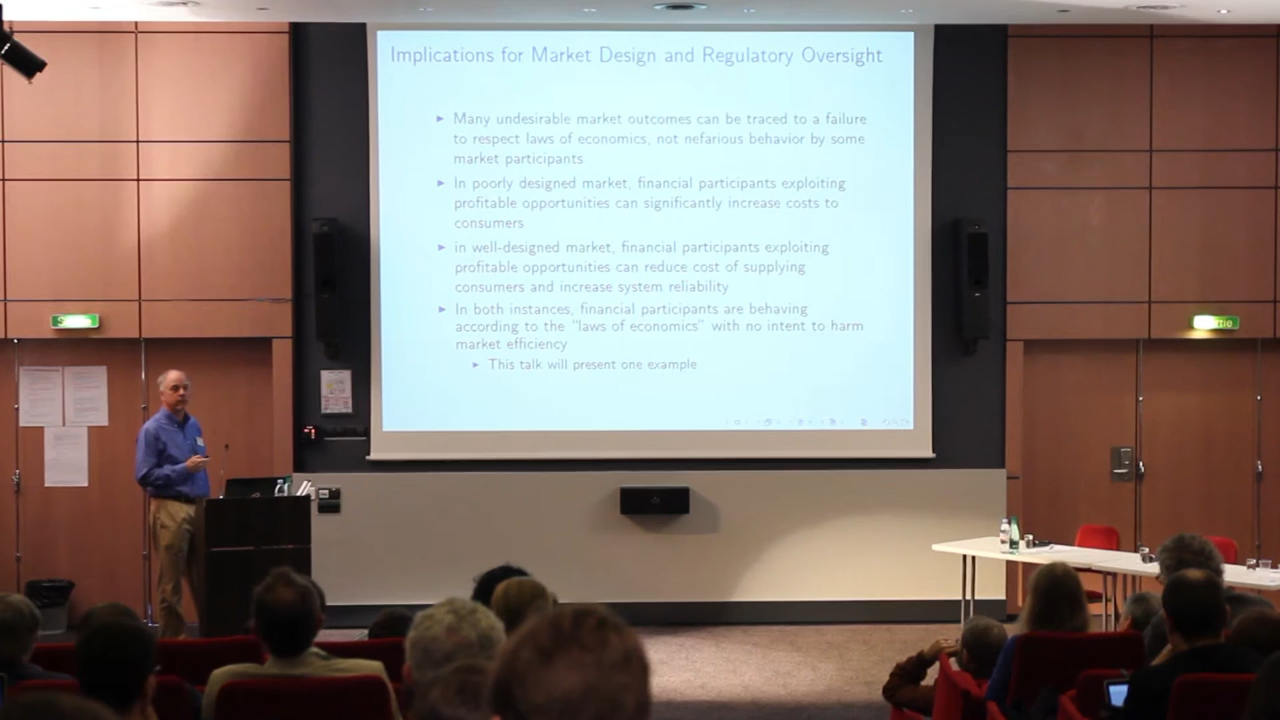 Implications for Market Design and Regulatory Oversight
Many undesirable market outcomes can be traced to a failure
to respect laws of economics, not nefarious behavior by some
market participants
In poorly designed market, financial participants exploiting
profitable opportunities can significantly increase costs to
consumers
in well-designed market, financial participants exploiting
profitable opportunities can reduce cost of supplying
consumers and increase system reliability
In both instances, financial participants are behaving
according to the "laws of economics" with no intent to harm
market efficiency
This talk will present one example